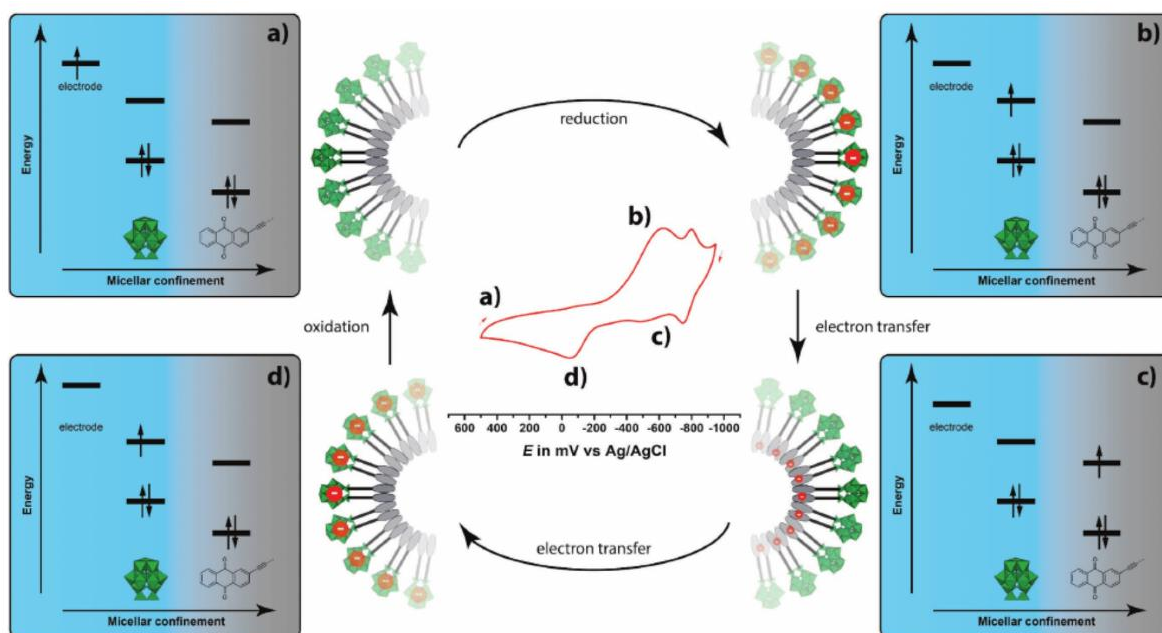 a)
electrode
Energy
O
O
Micellar confinement
reduction
b)
electrode
Energy
O
O
Micellar confinement
oxidation
electron transfer
a)
b)
c)
d)
600 400 200 0 -200 -400 -600 -800 -1000
E in mV vs Ag/AgCl
d)
electrode
Energy
O
O
Micellar confinement
electron transfer
c)
electrode
Energy
O
O
Micellar confinement